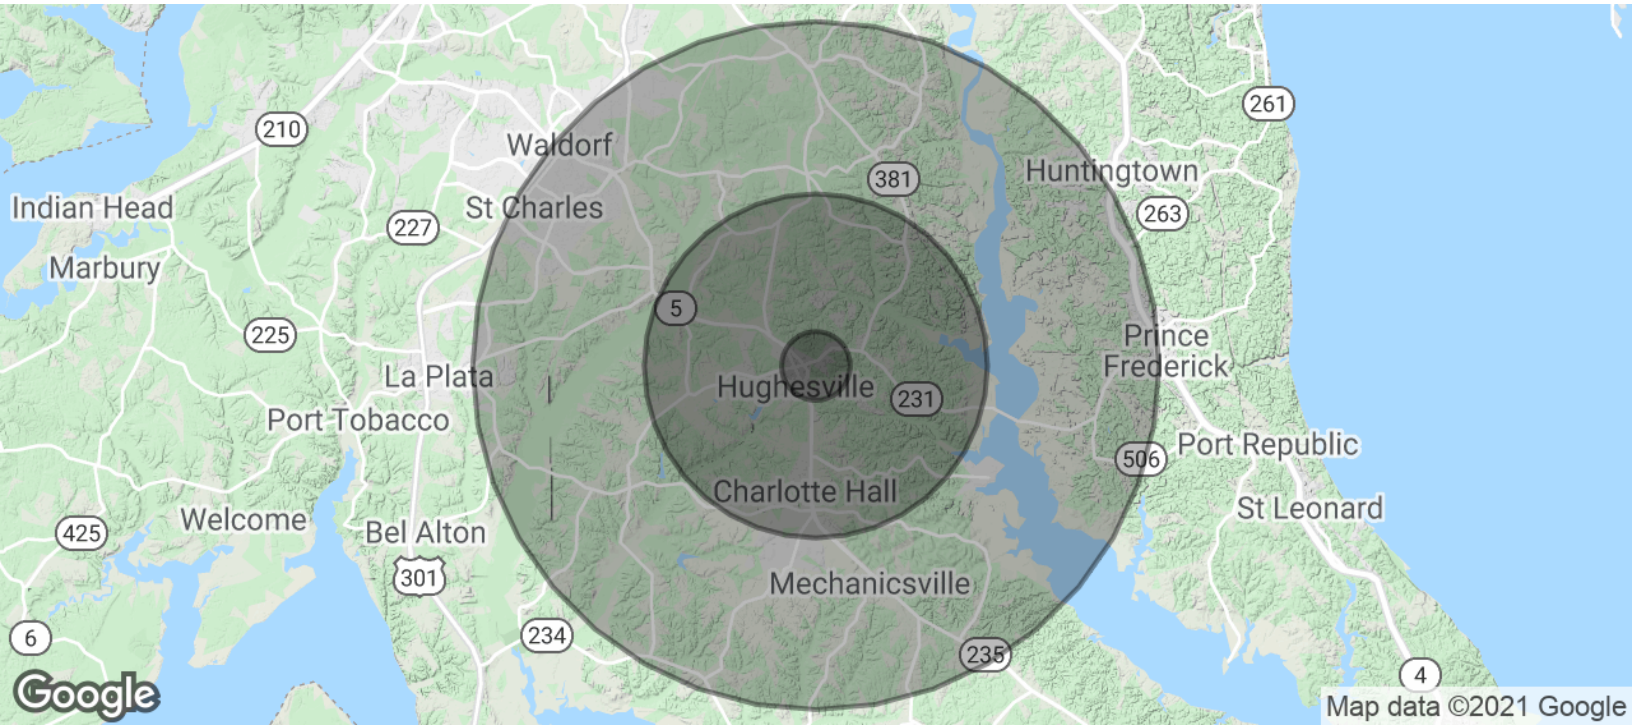 261
210
Waldorf
Huntingtown
381
Indian Head
St Charles
263
227
Marbury
5
225
Prince
Frederick
La Plata
Hughesville
231
Port Tobacco
Port Republic
506
Charlotte Hall
St Leonard
Welcome
425
Bel Alton
301
Mechanicsville
6
234
235
4
Google
Map data ©2021 Google